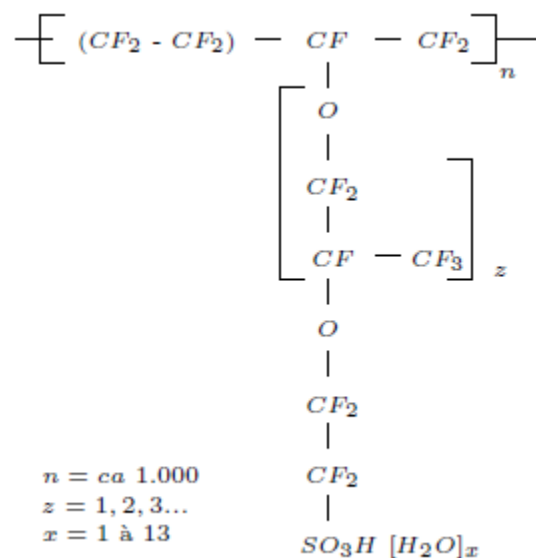 (CF₂ - CF₂) — CF — CF₂
n
O
CF₂
CF — CF₃
z
O
CF₂
CF₂
n = ca 1.000
z = 1, 2, 3...
x = 1 à 13
SO₃H [H₂O]ₓ